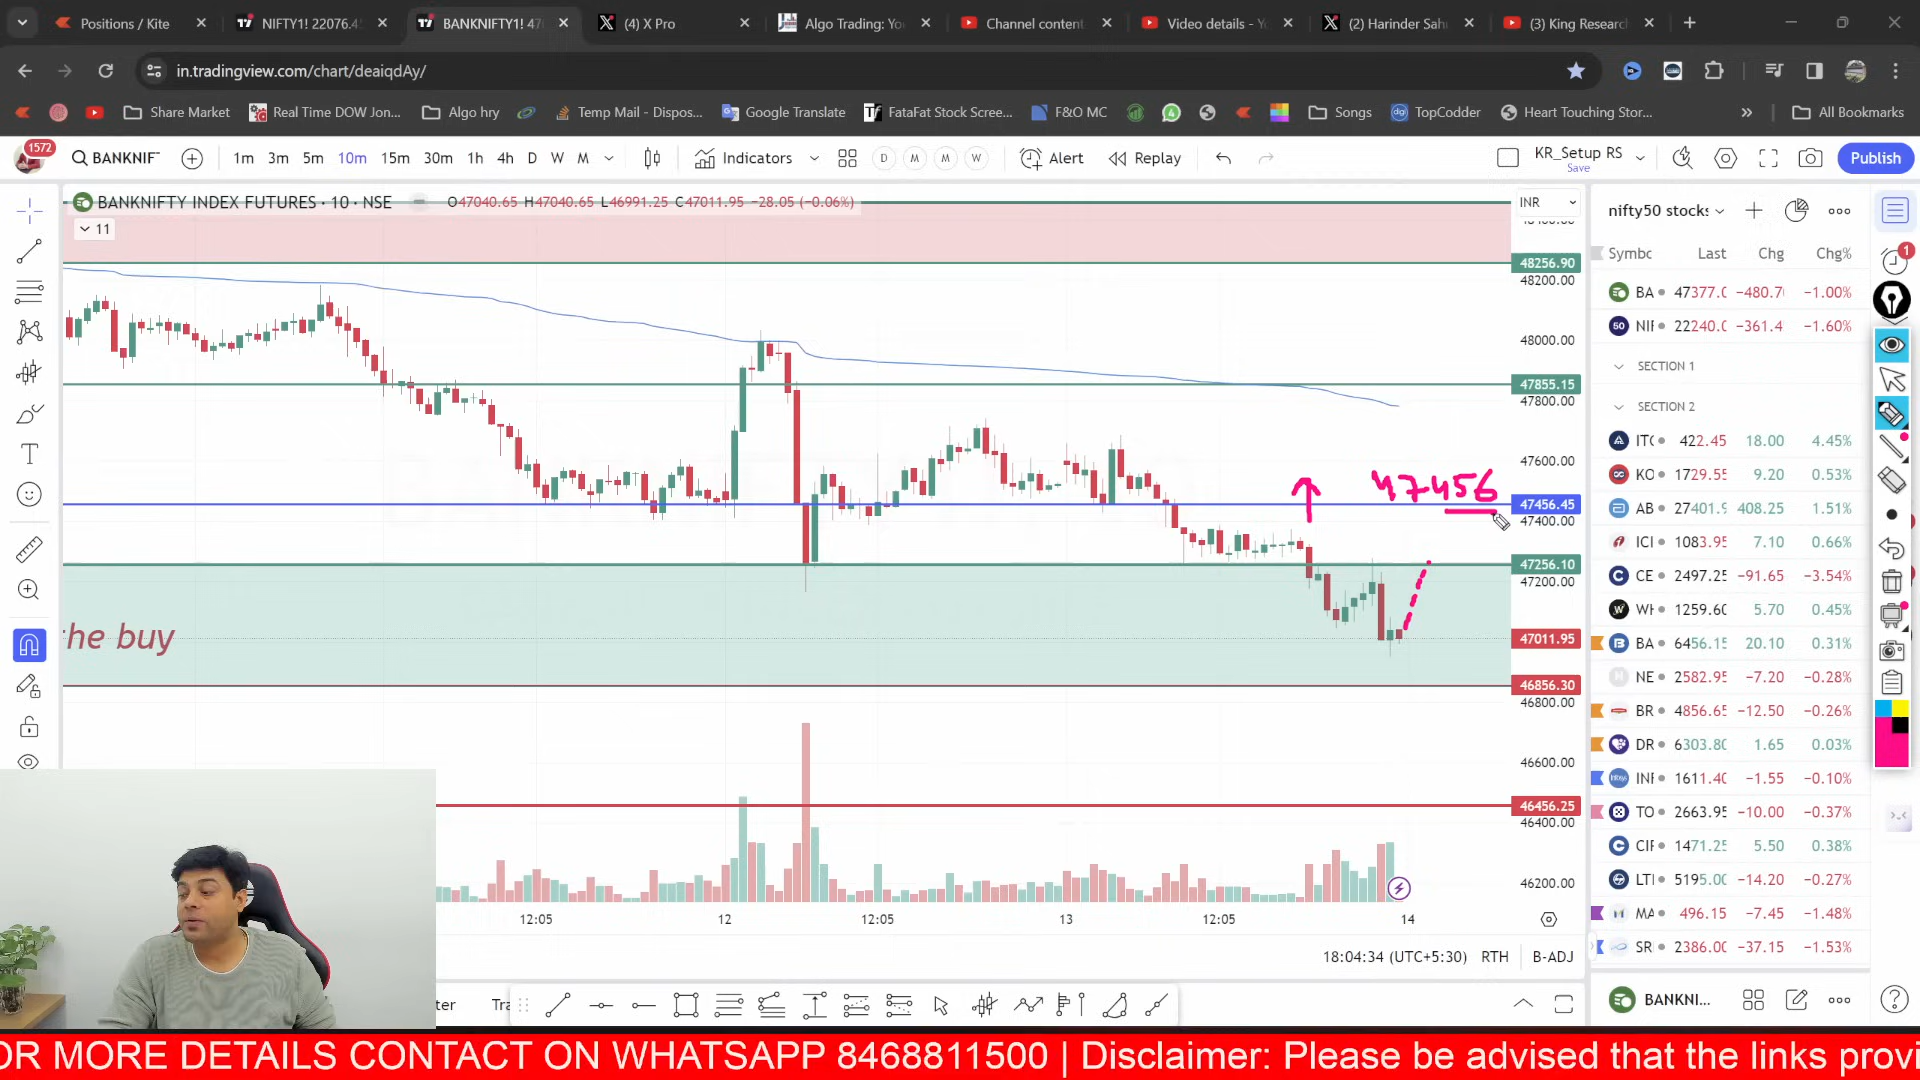 Positions / Kite
NIFTY1! 22076.4
BANKNIFTY1! 47
(4) X Pro
Algo Trading: Yo
Channel content
Video details - Y
(2) Harinder Sah
(3) King Researc
in.tradingview.com/chart/deaiqdAy/
Share Market
Real Time DOW Jon...
Algo hry
Temp Mail - Dispos...
Google Translate
FataFat Stock Scree...
F&O MC
Songs
TopCodder
Heart Touching Stor...
»
All Bookmarks
1572
BANKNIF
1m 3m 5m 10m 15m 30m 1h 4h D W M
Indicators
D M M W
Alert
Replay
KR_Setup RS
Save
Publish
BANKNIFTY INDEX FUTURES · 10 · NSE
O47040.65 H47040.65 L46991.25 C47011.95 −28.05 (−0.06%)
11
INR
48256.90
48200.00
48000.00
47855.15
47800.00
47600.00
47456
47456.45
47400.00
47256.10
47200.00
he buy
47011.95
46856.30
46800.00
46600.00
46456.25
46400.00
46200.00
12:05 12 12:05 13 12:05 14
18:04:34 (UTC+5:30) RTH B-ADJ
nifty50 stocks
1
Symbc Last Chg Chg%
BA 47377.0 −480.70 −1.00%
NIF 22240.0 −361.4 −1.60%
SECTION 1
SECTION 2
ITC 422.45 18.00 4.45%
KO 1729.55 9.20 0.53%
AB 27401.9 408.25 1.51%
ICI 1083.95 7.10 0.66%
CE 2497.25 −91.65 −3.54%
WH 1259.60 5.70 0.45%
BA 6456.15 20.10 0.31%
NE 2582.95 −7.20 −0.28%
BR 4856.65 −12.50 −0.26%
DR 6303.80 1.65 0.03%
INF 1611.40 −1.55 −0.10%
TO 2663.95 −10.00 −0.37%
CIF 1471.25 5.50 0.38%
LTI 5195.00 −14.20 −0.27%
MA 496.15 −7.45 −1.48%
SR 2386.00 −37.15 −1.53%
BANKNI...
ter
Tra
OR MORE DETAILS CONTACT ON WHATSAPP 8468811500 | Disclaimer: Please be advised that the links provi